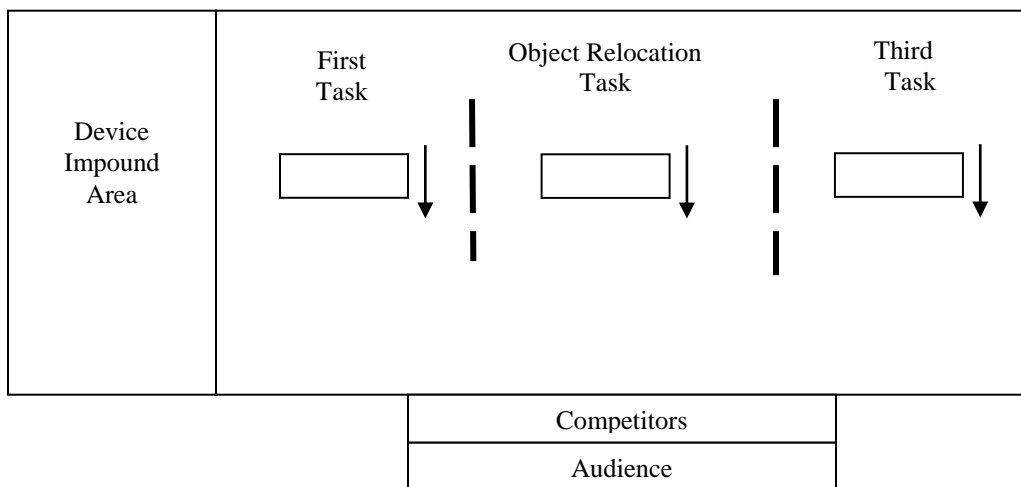 First
Task
Object Relocation
Task
Third
Task
Device
Impound
Area
Competitors
Audience